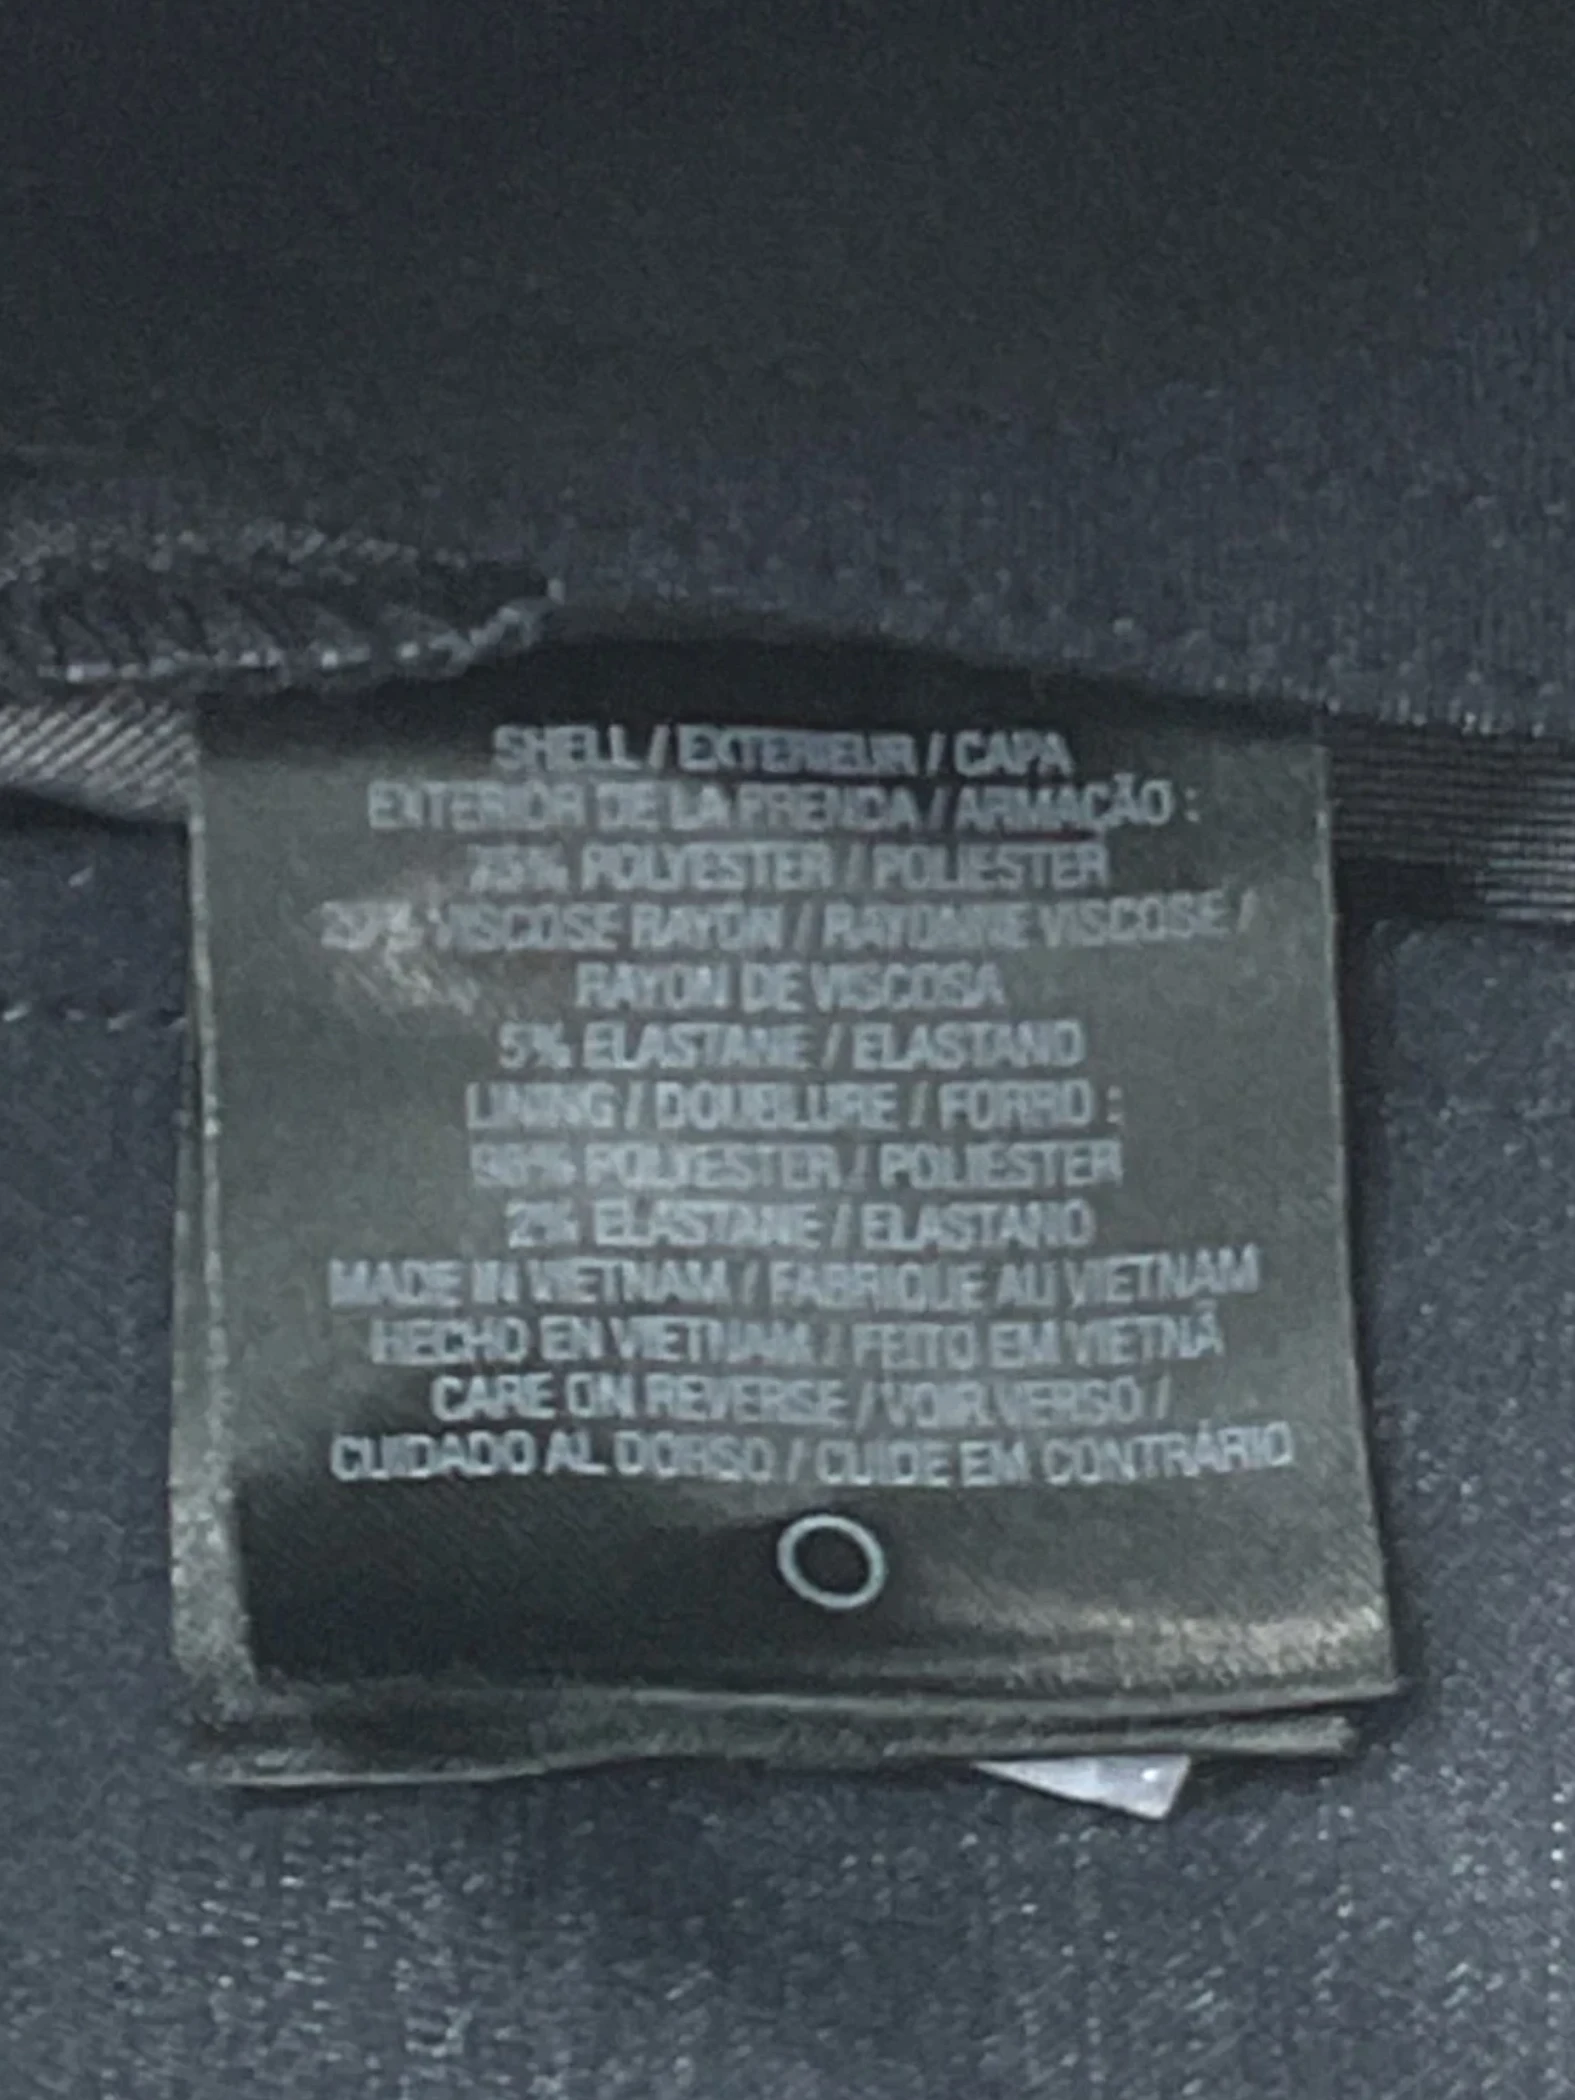 SHELL / EXTERIEUR / CAPA
EXTERIOR DE LA PRENDA / ARMAÇÃO :
75% POLYESTER / POLIESTER
20% VISCOSE RAYON / RAYONNE VISCOSE /
RAYON DE VISCOSA
5% ELASTANE / ELASTANO
LINING / DOUBLURE / FORRO :
98% POLYESTER / POLIESTER
2% ELASTANE / ELASTANO
MADE IN VIETNAM / FABRIQUE AU VIETNAM
HECHO EN VIETNAM / FEITO EM VIETNÃ
CARE ON REVERSE / VOIR VERSO /
CUIDADO AL DORSO / CUIDE EM CONTRÁRIO